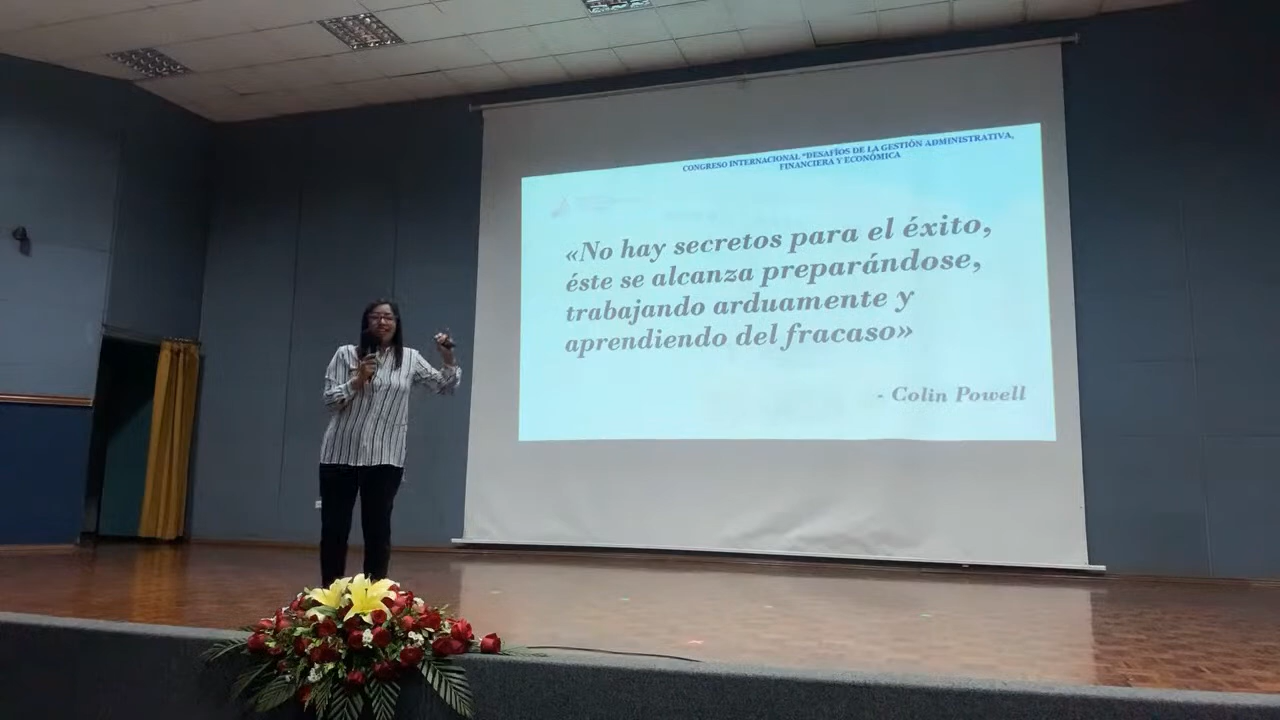 CONGRESO INTERNACIONAL "DESAFÍOS DE LA GESTIÓN ADMINISTRATIVA,
FINANCIERA Y ECONÓMICA
«No hay secretos para el éxito,
éste se alcanza preparándose,
trabajando arduamente y
aprendiendo del fracaso»
- Colin Powell